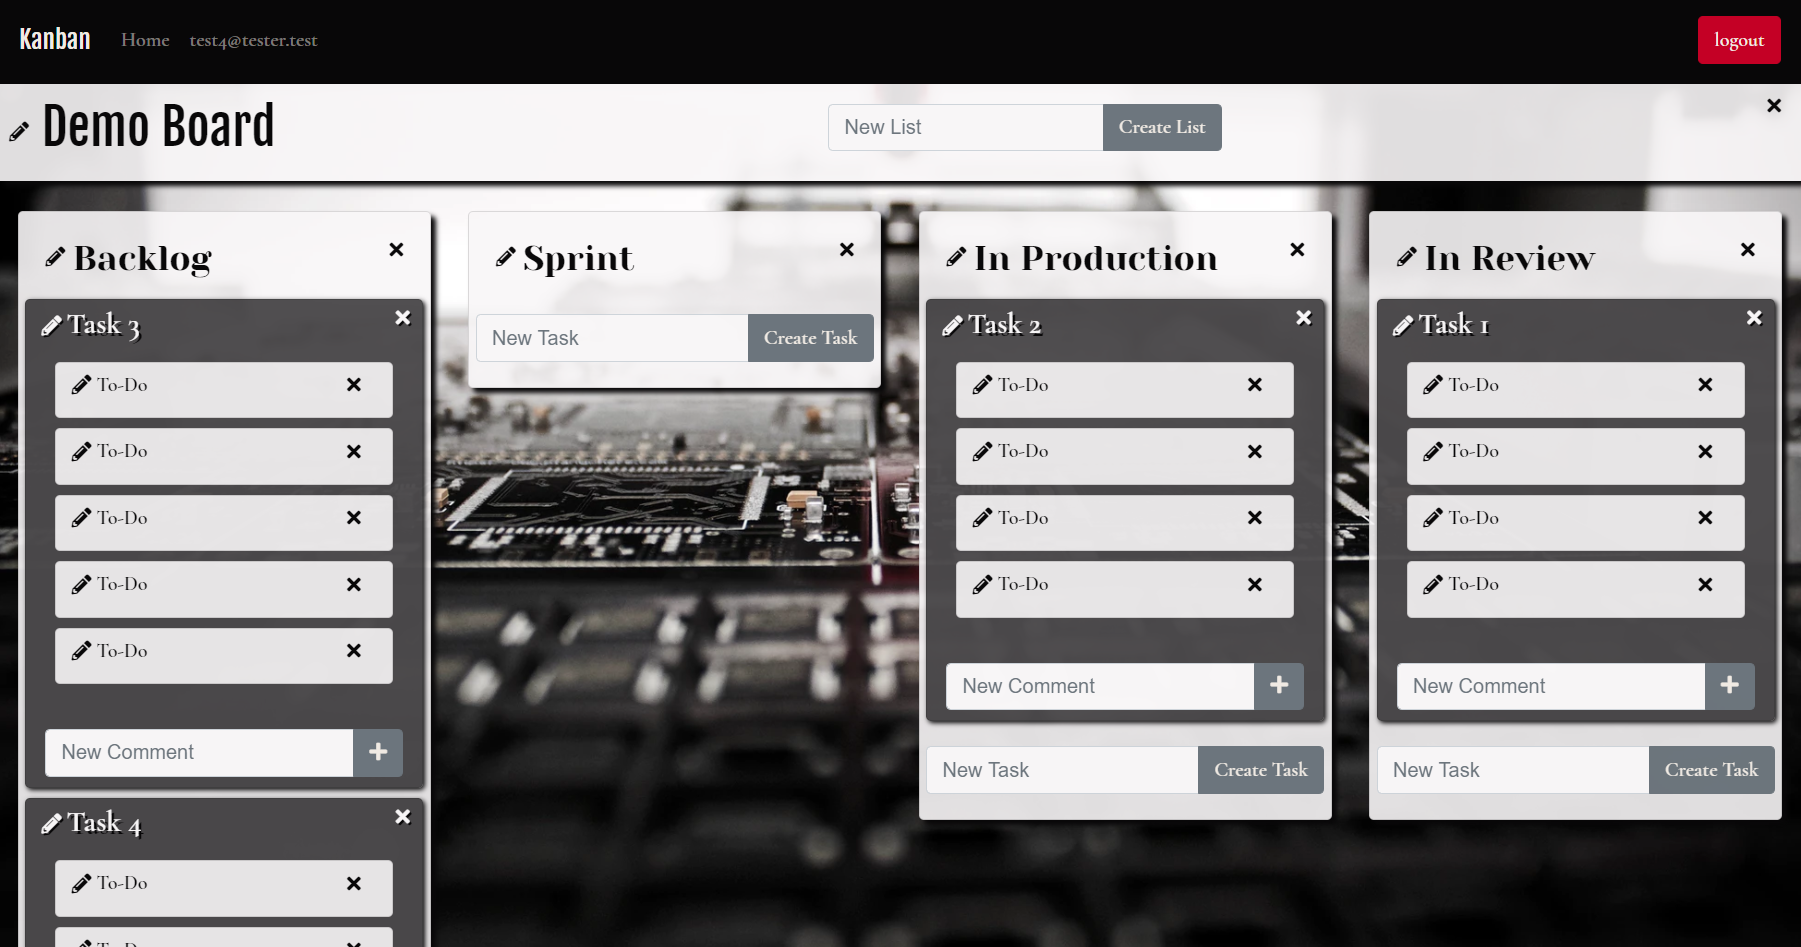 Kanban Home test4@tester.test logout
Demo Board
New List Create List
Backlog
Task 3
To-Do
To-Do
To-Do
To-Do
To-Do
New Comment
Task 4
To-Do
To-Do
Sprint
New Task Create Task
In Production
Task 2
To-Do
To-Do
To-Do
To-Do
New Comment
New Task Create Task
In Review
Task 1
To-Do
To-Do
To-Do
To-Do
New Comment
New Task Create Task